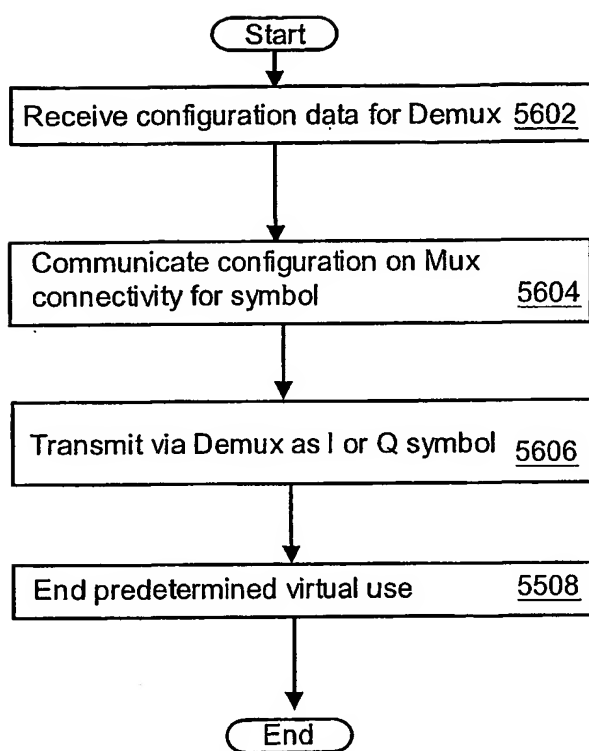 Start
Receive configuration data for Demux 5602
Communicate configuration on Mux
connectivity for symbol 5604
Transmit via Demux as I or Q symbol 5606
End predetermined virtual use 5508
End